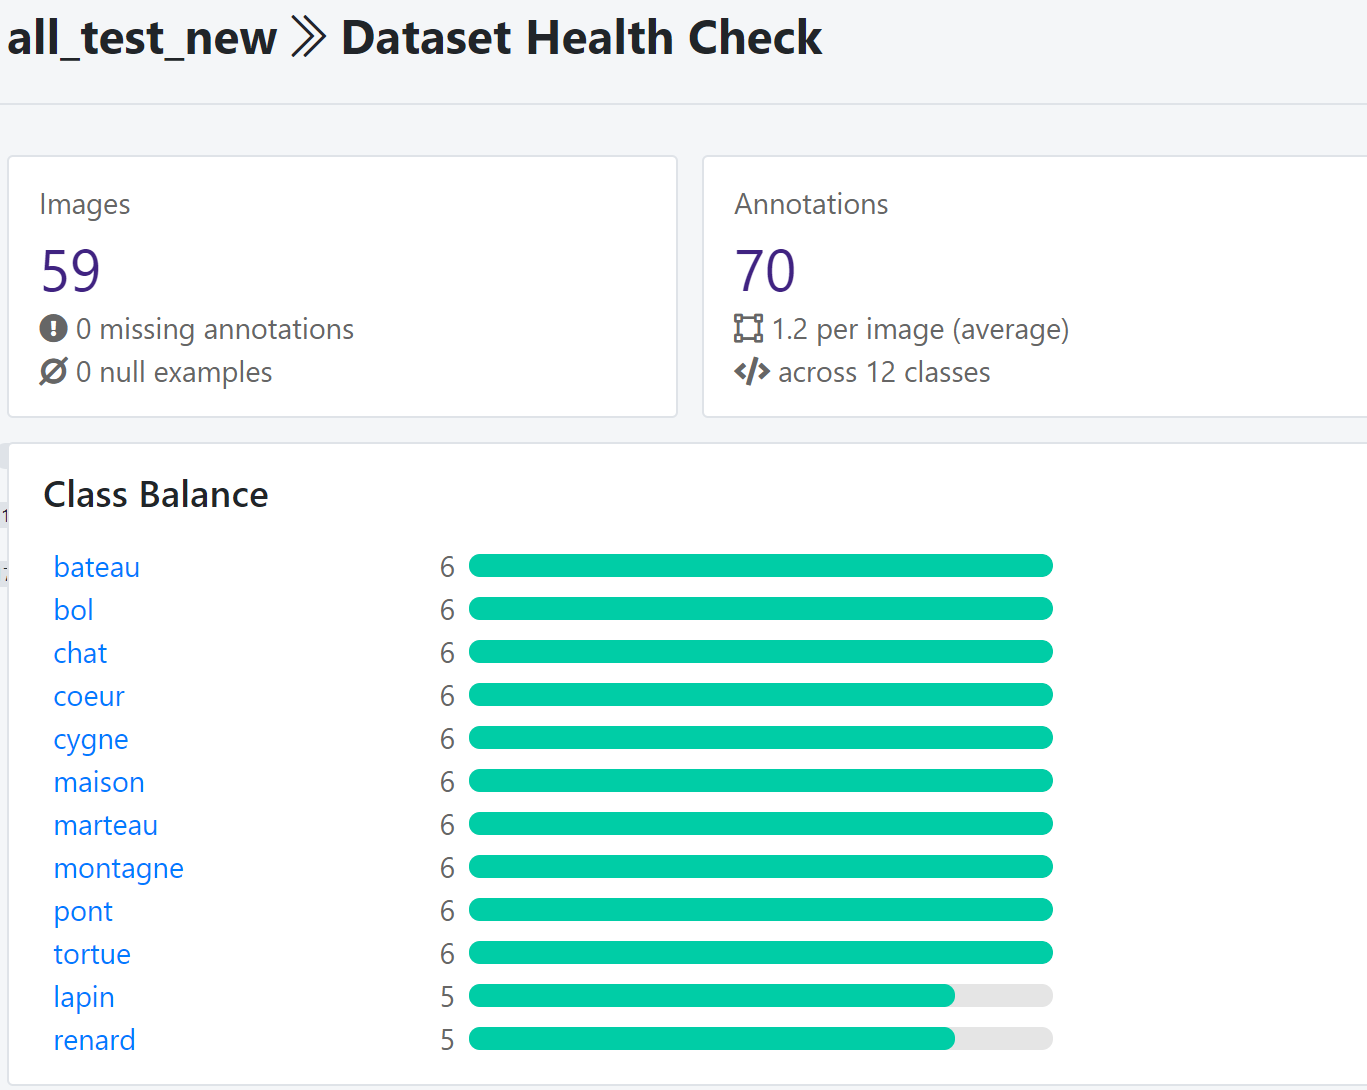 all_test_new >> Dataset Health Check
Images
59
0 missing annotations
0 null examples
Annotations
70
1.2 per image (average)
</> across 12 classes
Class Balance
bateau 6
bol 6
chat 6
coeur 6
cygne 6
maison 6
marteau 6
montagne 6
pont 6
tortue 6
lapin 5
renard 5